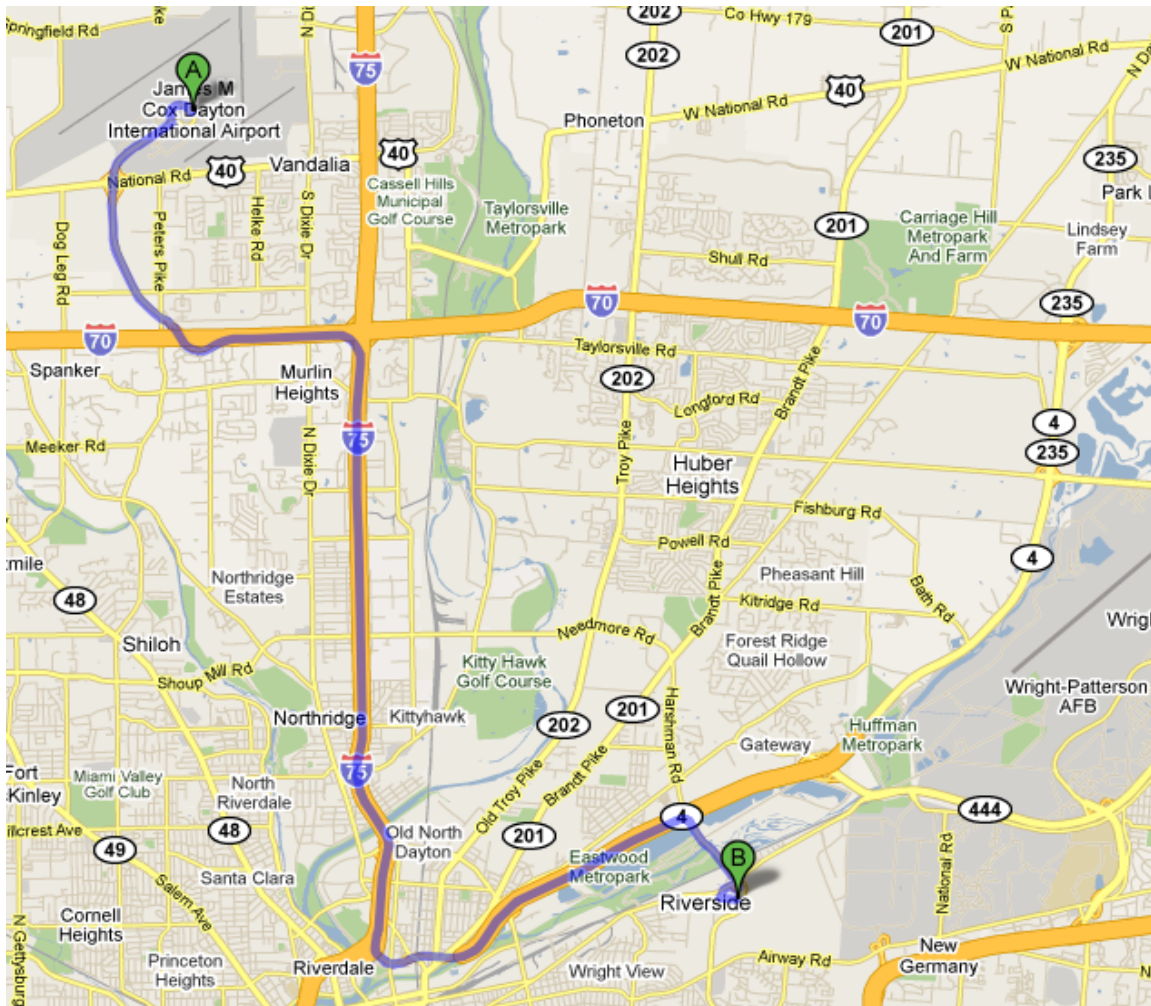 Springfield Rd
N Dixie Dr
202
Co Hwy 179
201
202
75
A
James M
Cox Dayton
International Airport
W National Rd
W National Rd
40
Phoneton
40
Vandalia
40
National Rd
235
Cassell Hills
Municipal
Golf Course
Taylorsville
Metropark
S Dixie Dr
Helke Rd
Peters Pike
Dog Leg Rd
201
Carriage Hill
Metropark
And Farm
Lindsey
Farm
Shull Rd
70
235
70
70
Taylorsville Rd
Spanker
Murlin
Heights
202
Longford Rd
Brandt Pike
4
235
75
Meeker Rd
N Dixie Dr
Troy Pike
Huber
Heights
Fishburg Rd
Powell Rd
4
Northridge
Estates
Pheasant Hill
Bath Rd
48
Kitridge Rd
Brandt Pike
Needmore Rd
Shiloh
Forest Ridge
Quail Hollow
Kitty Hawk
Golf Course
Shoup Mill Rd
Wright-Patterson
AFB
Northridge
Kittyhawk
202
201
Harshman Rd
Huffman
Metropark
Gateway
75
Fort
Miami Valley
Golf Club
North
Riverdale
Old Troy Pike
Brandt Pike
444
4
48
Old North
Dayton
201
49
Eastwood
Metropark
B
National Rd
Santa Clara
Salem Ave
Riverside
Cornell
Heights
N Gettysburg
Princeton
Heights
Riverdale
Wright View
Airway Rd
New
Germany